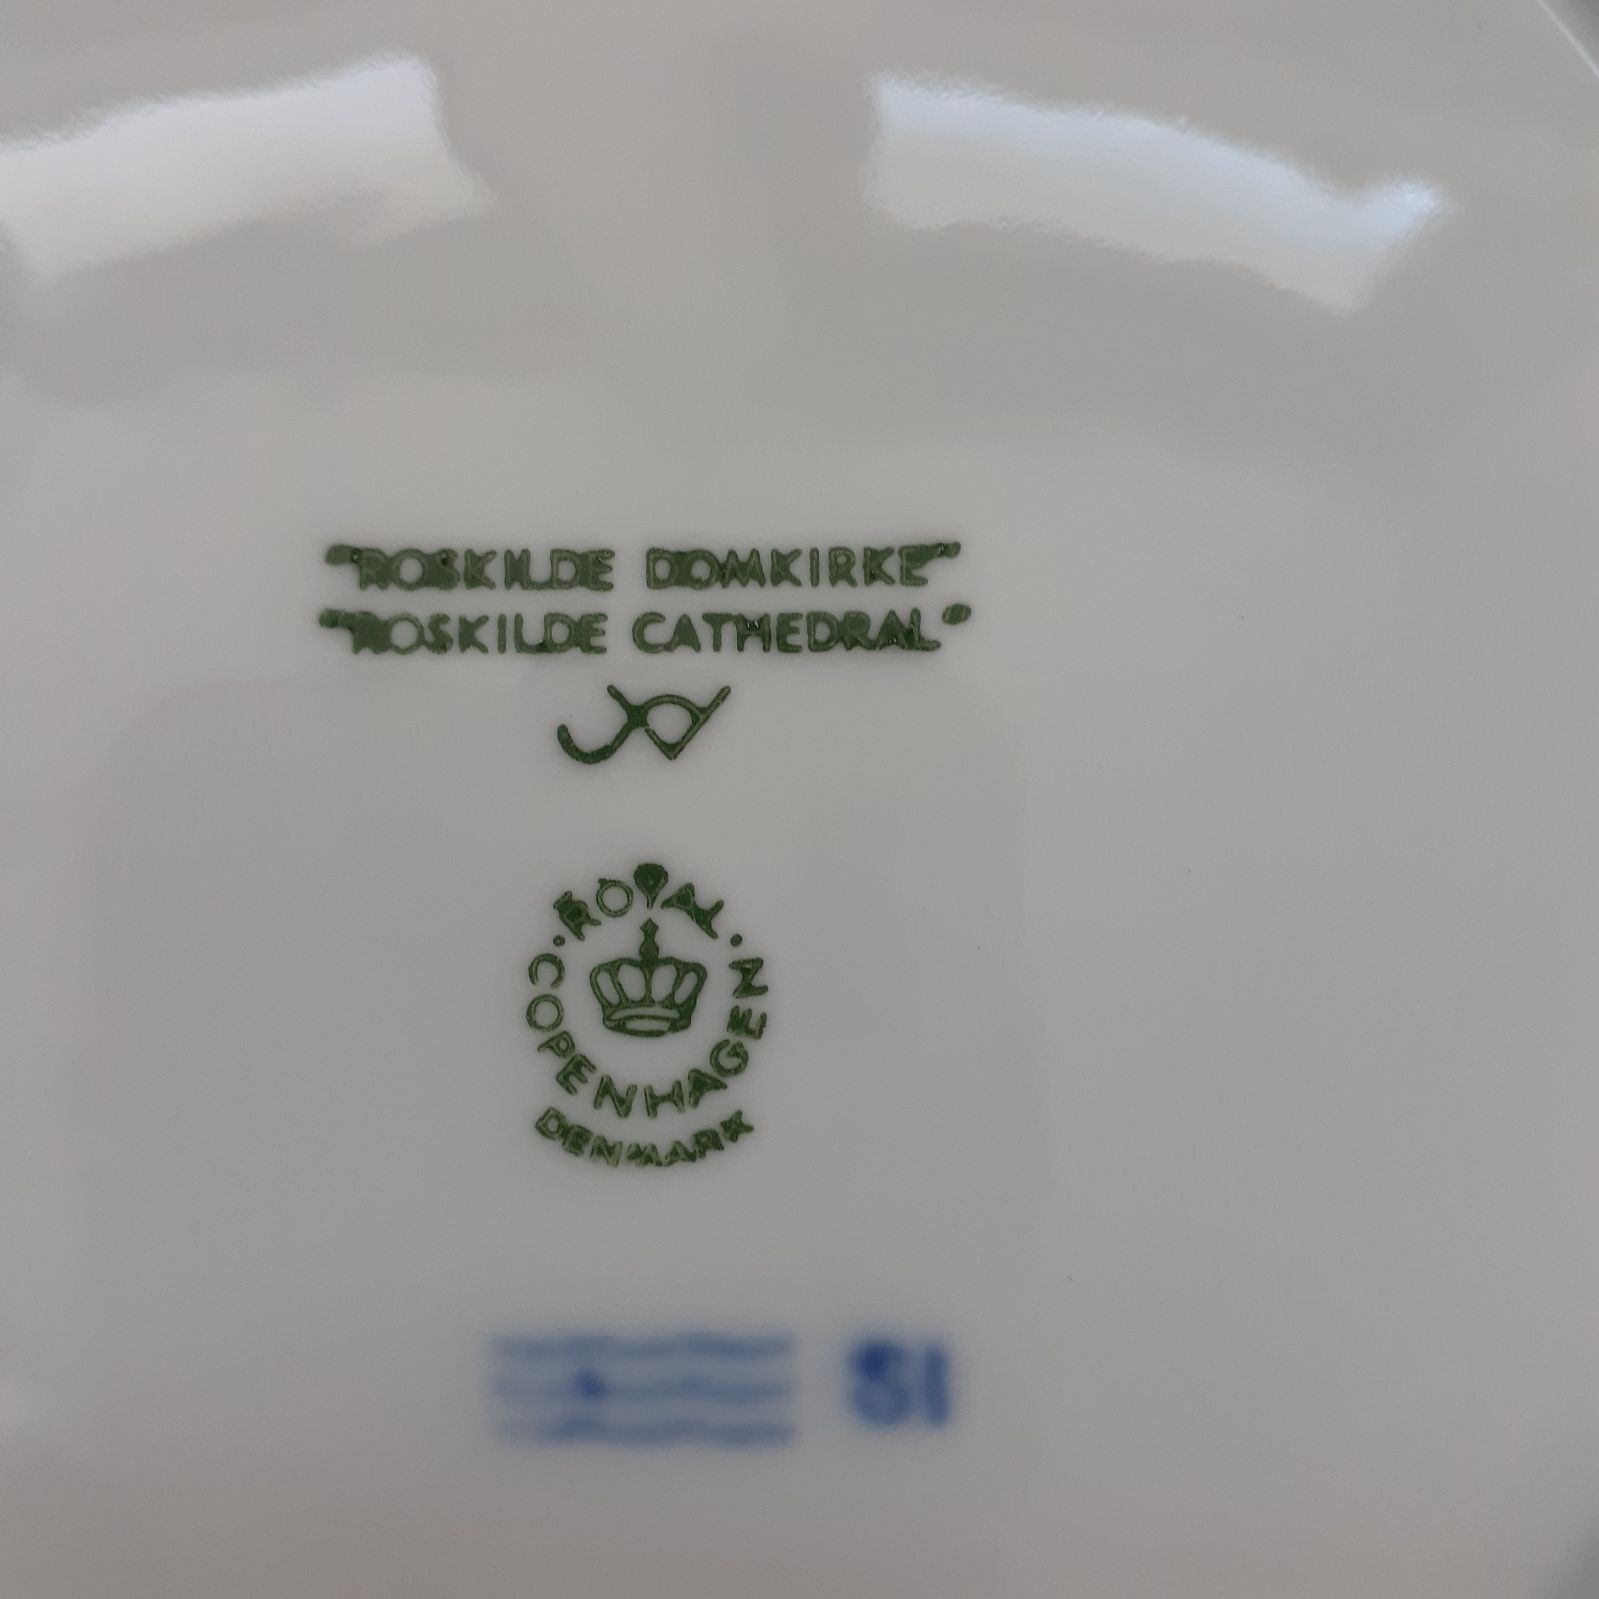 "ROSKILDE DOMKIRKE"
"ROSKILDE CATHEDRAL"
·ROYAL·
COPENHAGEN
DENMARK